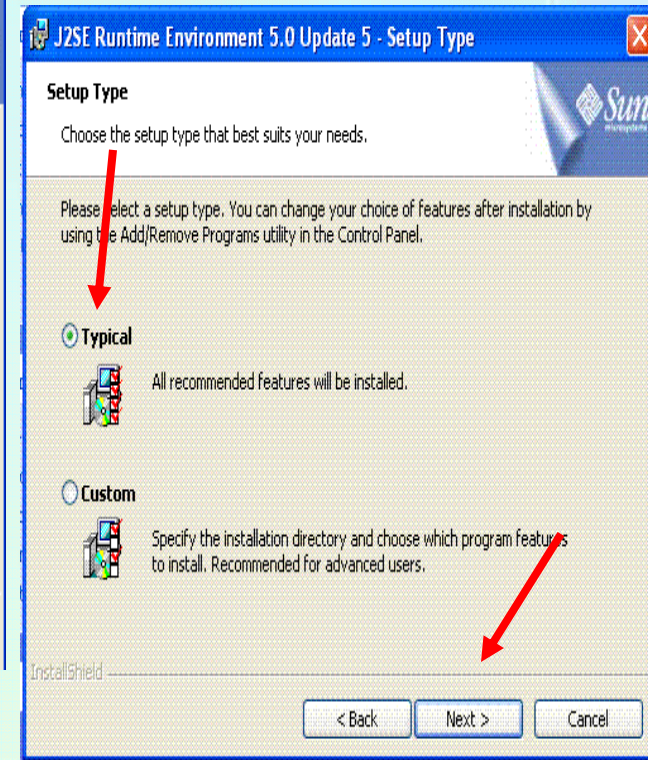 J2SE Runtime Environment 5.0 Update 5 - Setup Type
Setup Type
Choose the setup type that best suits your needs.
Sun
microsystems
Please select a setup type. You can change your choice of features after installation by
using the Add/Remove Programs utility in the Control Panel.
Typical
All recommended features will be installed.
Custom
Specify the installation directory and choose which program features
to install. Recommended for advanced users.
InstallShield
< Back
Next >
Cancel